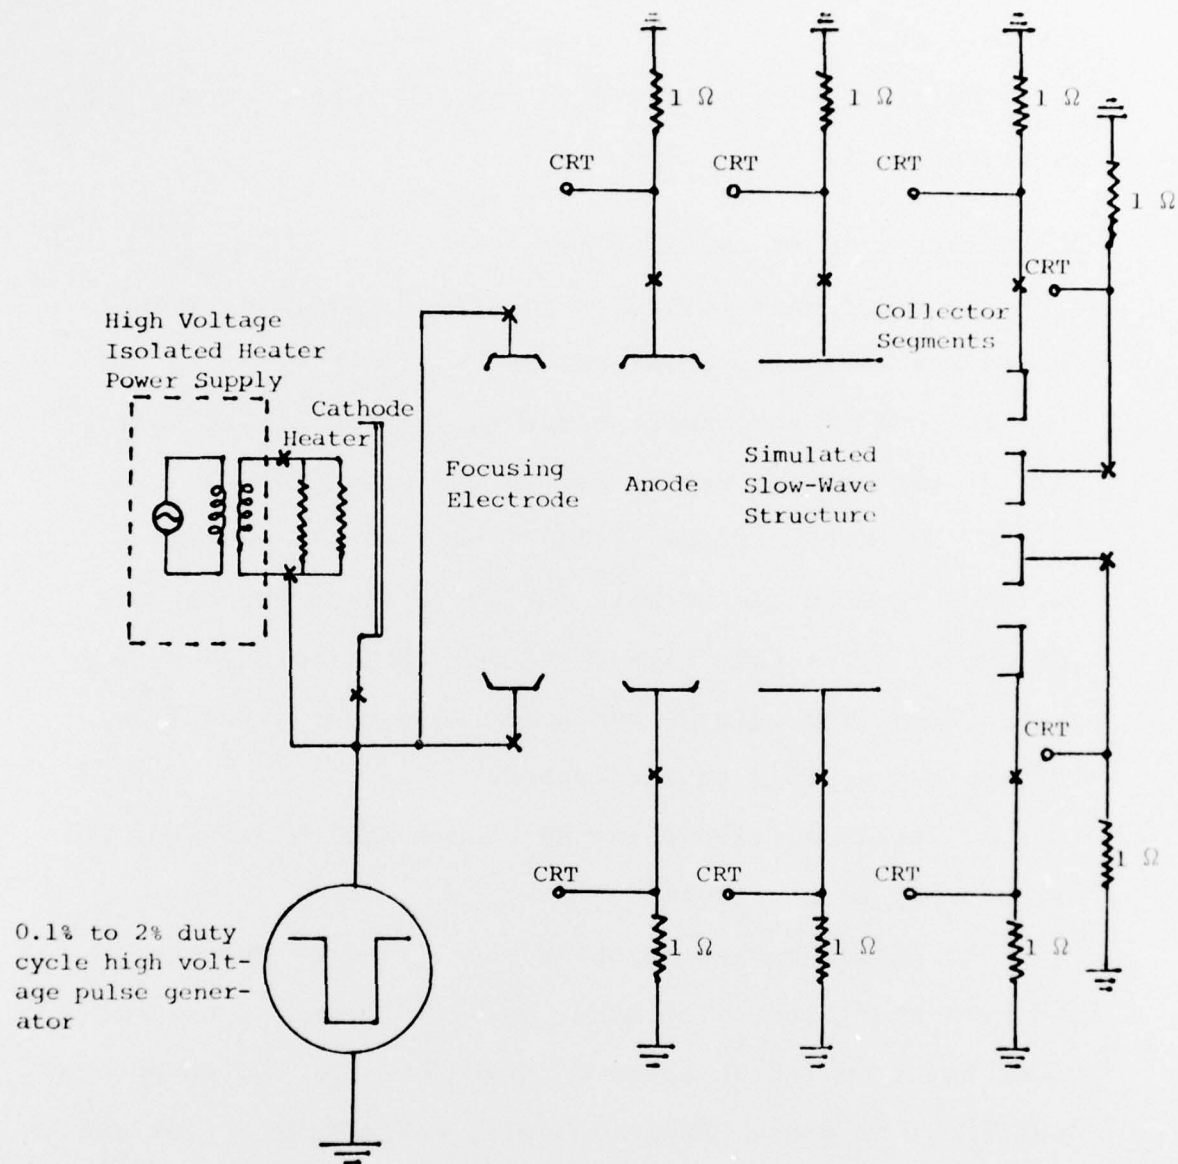 1 Ω
1 Ω
1 Ω
CRT
CRT
CRT
1 Ω
CRT
High Voltage
Isolated Heater
Power Supply
Collector
Segments
Cathode
Heater
Focusing
Electrode
Anode
Simulated
Slow-Wave
Structure
CRT
CRT
CRT
CRT
1 Ω
0.1% to 2% duty
cycle high volt-
age pulse gener-
ator
1 Ω
1 Ω
1 Ω